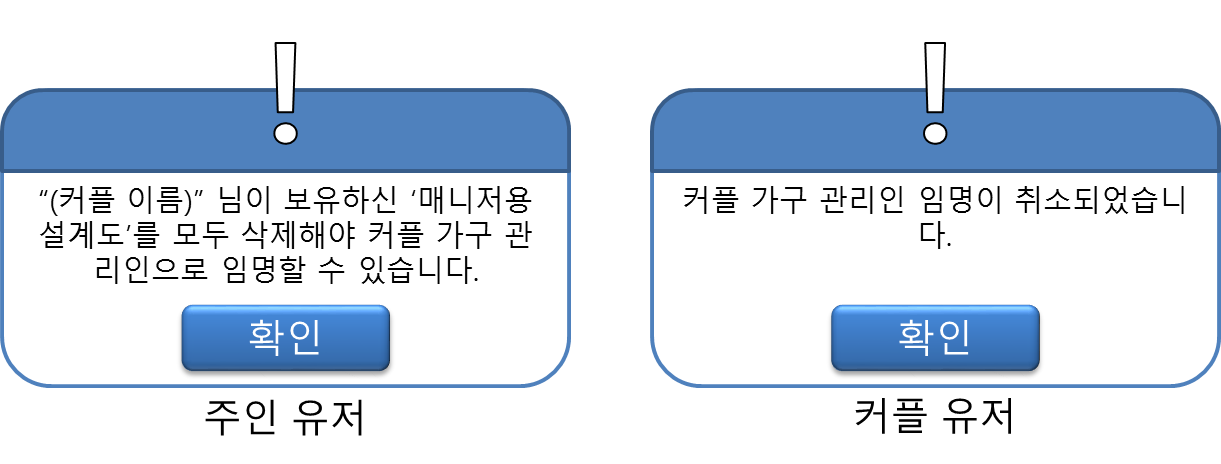 !
“(커플 이름)” 님이 보유하신 ‘매니저용
설계도’를 모두 삭제해야 커플 가구 관
리인으로 임명할 수 있습니다.
확인
주인 유저
!
커플 가구 관리인 임명이 취소되었습니
다.
확인
커플 유저